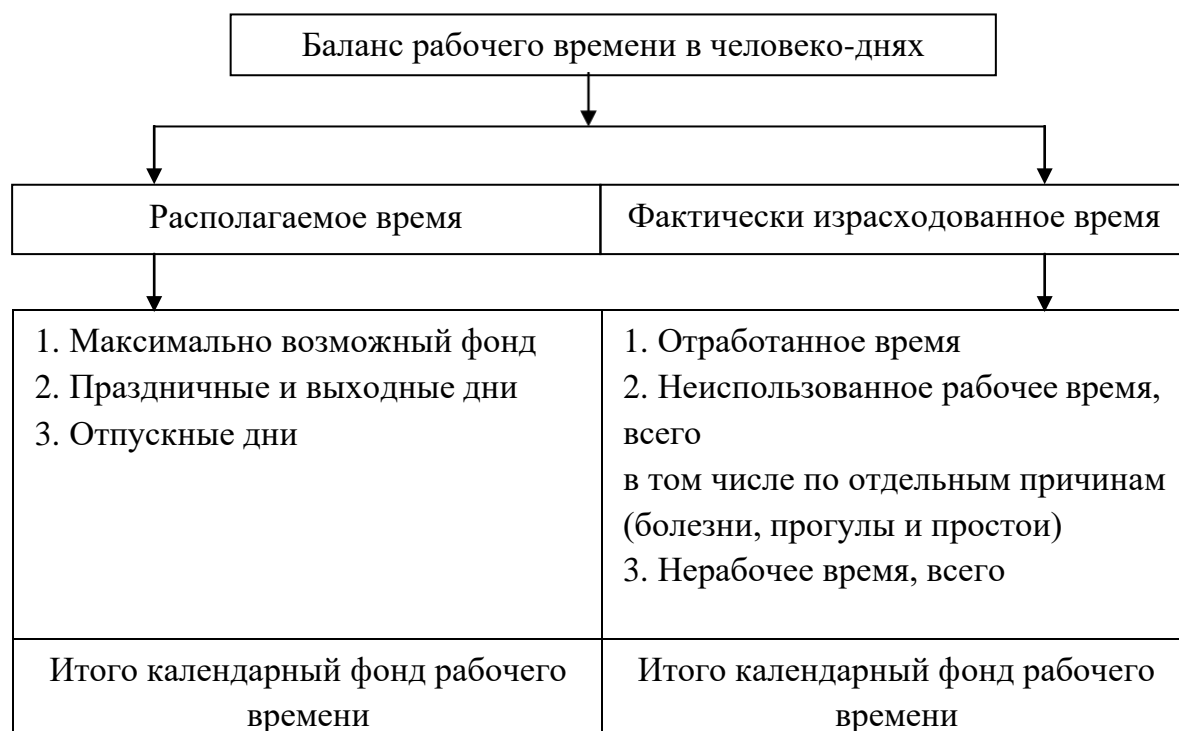 Баланс рабочего времени в человеко-днях
Располагаемое время
Фактически израсходованное время
1. Максимально возможный фонд
2. Праздничные и выходные дни
3. Отпускные дни
1. Отработанное время
2. Неиспользованное рабочее время,
всего
в том числе по отдельным причинам
(болезни, прогулы и простои)
3. Нерабочее время, всего
Итого календарный фонд рабочего
времени
Итого календарный фонд рабочего
времени